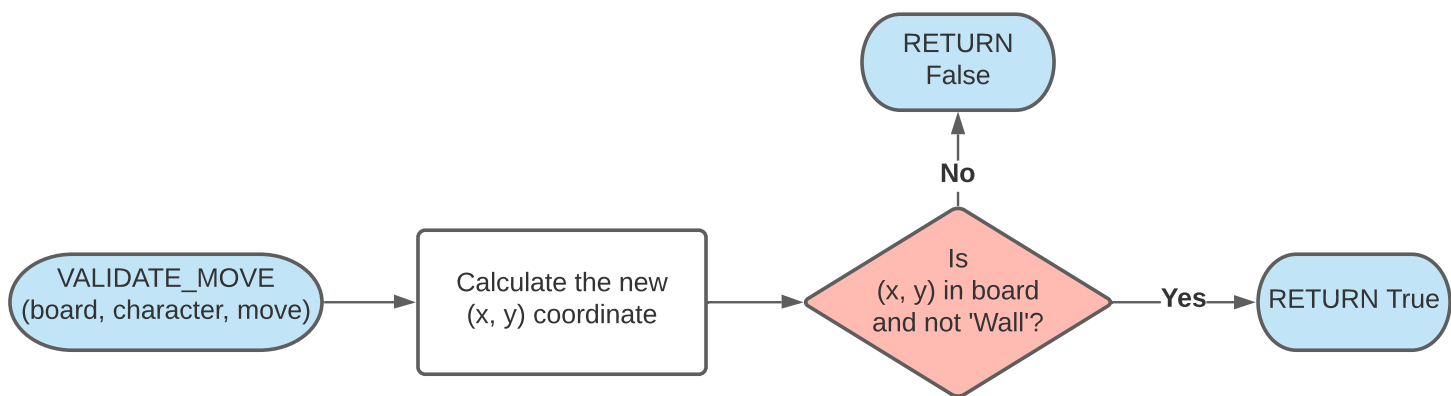 RETURN
False
No
VALIDATE_MOVE
(board, character, move)
Calculate the new
(x, y) coordinate
Is
(x, y) in board
and not 'Wall'?
Yes
RETURN True